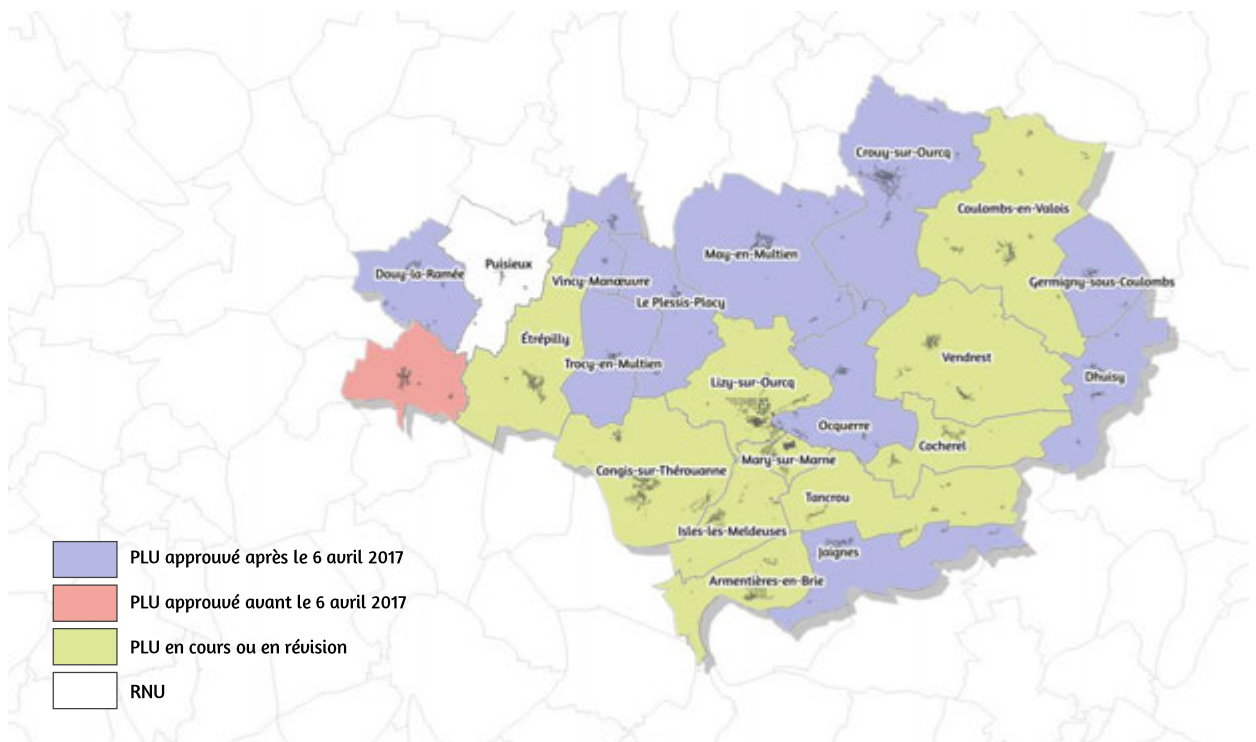 Crouy-sur-Ourcq
Coulombs-en-Valois
May-en-Multien
Puisieux
Douy-la-Ramée
Vincy-Manœuvre
Germigny-sous-Coulombs
Le Plessis-Placy
Étrépilly
Vendrest
Trocy-en-Multien
Dhuisy
Lizy-sur-Ourcq
Ocquerre
Cocherel
Mary-sur-Marne
Congis-sur-Thérouanne
Tancrou
Isles-les-Meldeuses
Jaignes
Armentières-en-Brie
PLU approuvé après le 6 avril 2017
PLU approuvé avant le 6 avril 2017
PLU en cours ou en révision
RNU